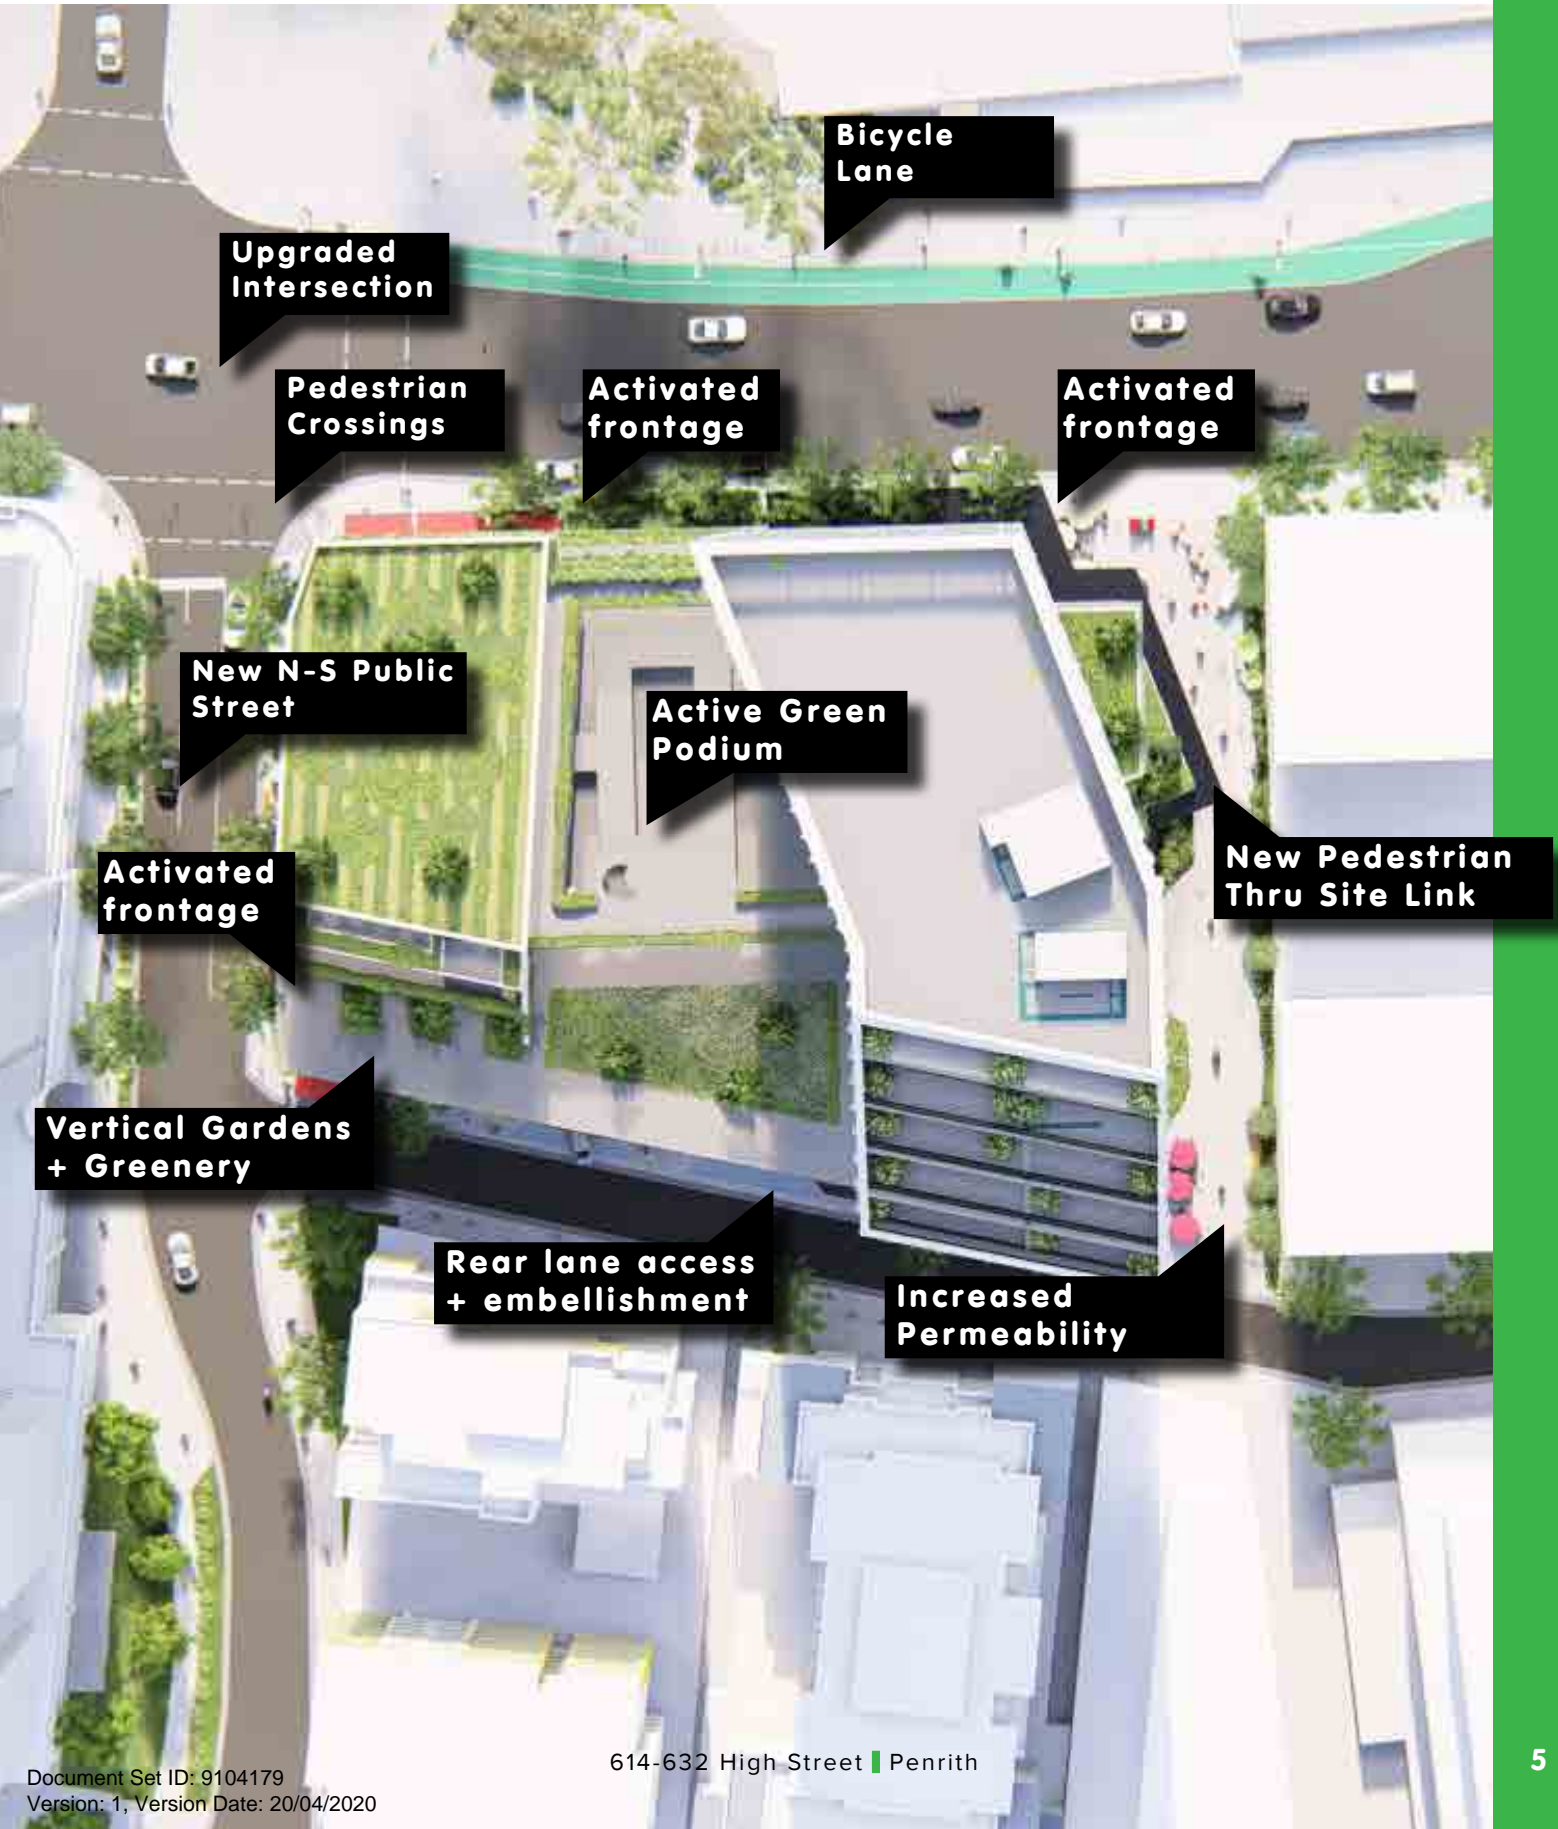 Bicycle
Lane
Upgraded
Intersection
Pedestrian
Crossings
Activated
frontage
Activated
frontage
New N-S Public
Street
Active Green
Podium
Activated
frontage
New Pedestrian
Thru Site Link
Vertical Gardens
+ Greenery
Rear lane access
+ embellishment
Increased
Permeability
614-632 High Street Penrith
5
Document Set ID: 9104179
Version: 1, Version Date: 20/04/2020